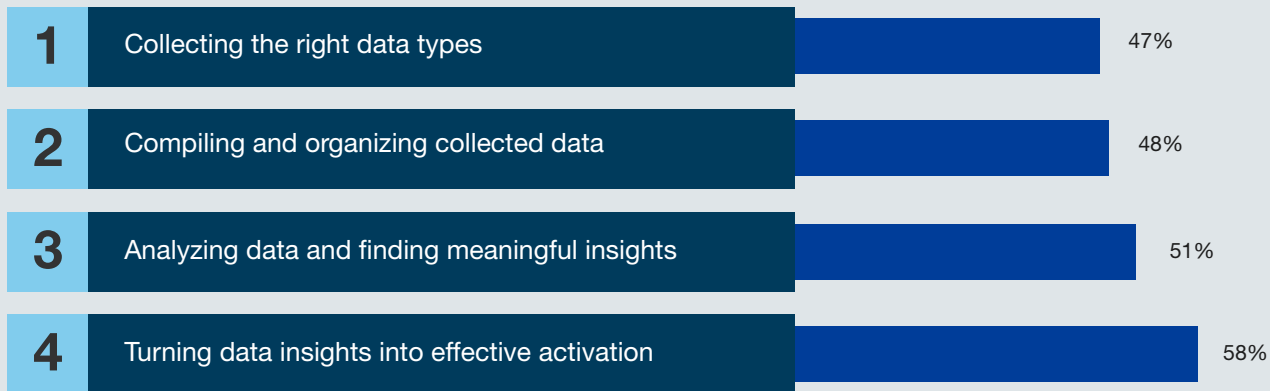 1 Collecting the right data types 47%
2 Compiling and organizing collected data 48%
3 Analyzing data and finding meaningful insights 51%
4 Turning data insights into effective activation 58%